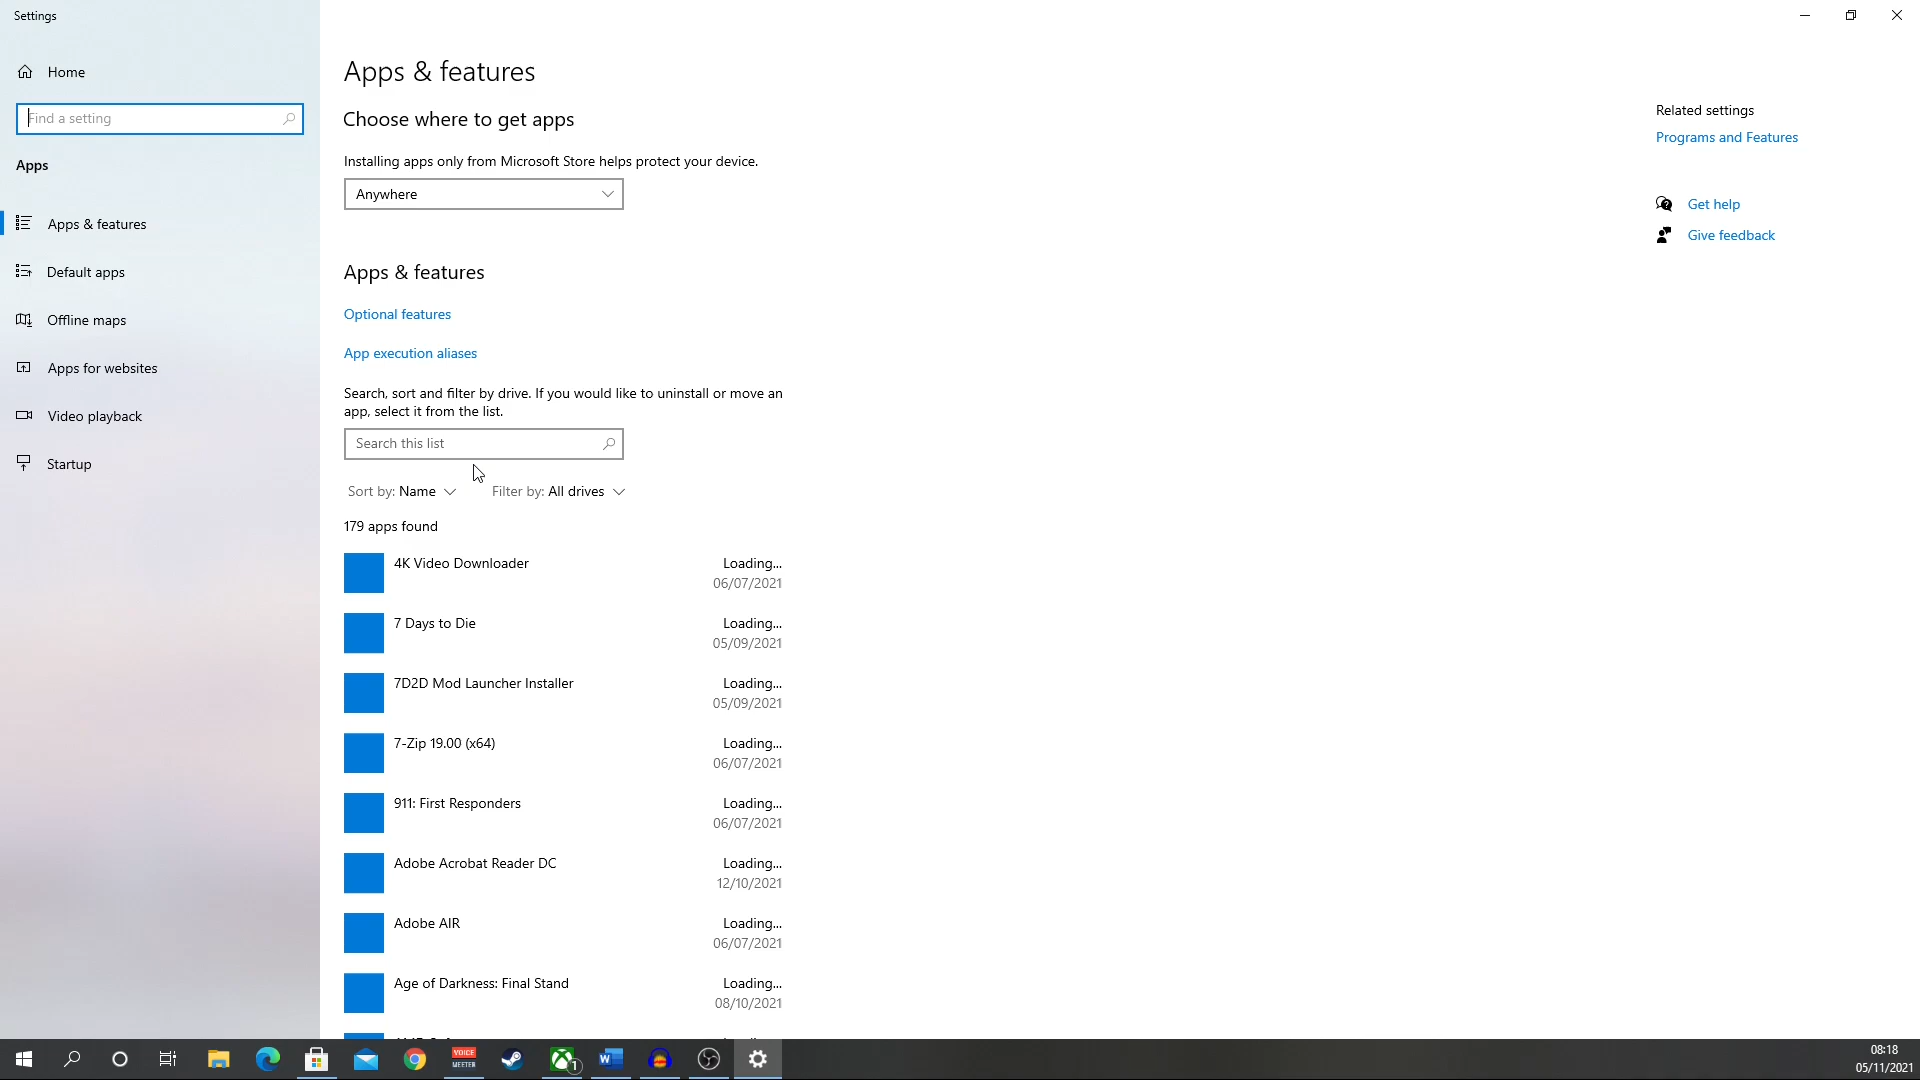 Settings
Home
Find a setting
Apps
Apps & features
Default apps
Offline maps
Apps for websites
Video playback
Startup
Apps & features
Choose where to get apps
Installing apps only from Microsoft Store helps protect your device.
Anywhere
Apps & features
Optional features
App execution aliases
Search, sort and filter by drive. If you would like to uninstall or move an
app, select it from the list.
Search this list
Sort by: Name
Filter by: All drives
179 apps found
4K Video Downloader
Loading...
06/07/2021
7 Days to Die
Loading...
05/09/2021
7D2D Mod Launcher Installer
Loading...
05/09/2021
7-Zip 19.00 (x64)
Loading...
06/07/2021
911: First Responders
Loading...
06/07/2021
Adobe Acrobat Reader DC
Loading...
12/10/2021
Adobe AIR
Loading...
06/07/2021
Age of Darkness: Final Stand
Loading...
08/10/2021
Related settings
Programs and Features
Get help
Give feedback
VOICE
MEETER
1
W
08:18
05/11/2021